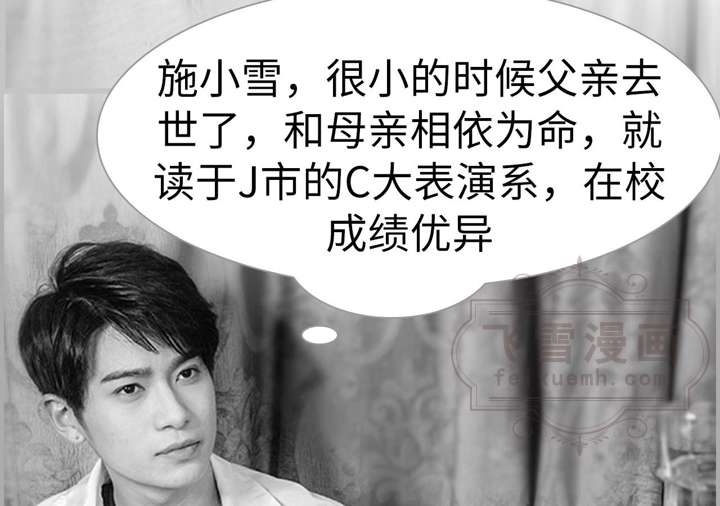 施小雪，很小的时候父亲去
世了，和母亲相依为命，就
读于J市的C大表演系，在校
成绩优异
飞雪漫画
feixuemh.com